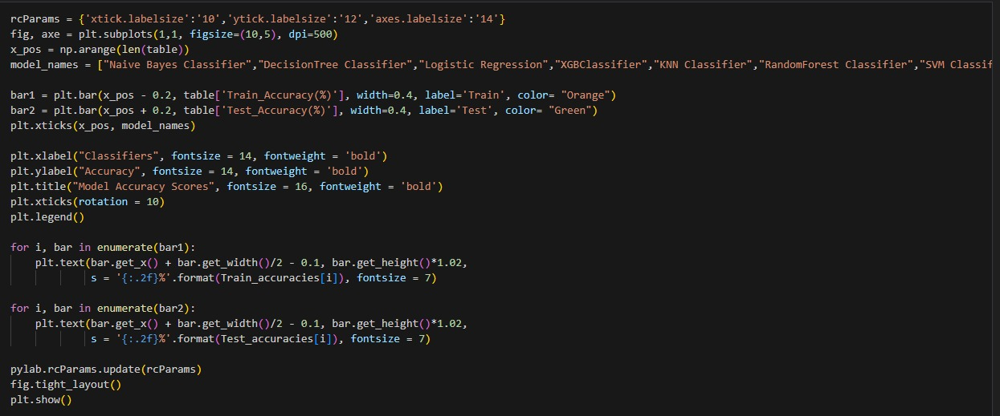 rcParams = {'xtick.labelsize':'10','ytick.labelsize':'12','axes.labelsize':'14'}
fig, axe = plt.subplots(1,1, figsize=(10,5), dpi=500)
x_pos = np.arange(len(table))
model_names = ["Naive Bayes Classifier","DecisionTree Classifier","Logistic Regression","XGBClassifier","KNN Classifier","RandomForest Classifier","SVM Classif
bar1 = plt.bar(x_pos - 0.2, table['Train_Accuracy(%)'], width=0.4, label='Train', color= "Orange")
bar2 = plt.bar(x_pos + 0.2, table['Test_Accuracy(%)'], width=0.4, label='Test', color= "Green")
plt.xticks(x_pos, model_names)
plt.xlabel("Classifiers", fontsize = 14, fontweight = 'bold')
plt.ylabel("Accuracy", fontsize = 14, fontweight = 'bold')
plt.title("Model Accuracy Scores", fontsize = 16, fontweight = 'bold')
plt.xticks(rotation = 10)
plt.legend()
for i, bar in enumerate(bar1):
    plt.text(bar.get_x() + bar.get_width()/2 - 0.1, bar.get_height()*1.02,
             s = '{:.2f}%'.format(Train_accuracies[i]), fontsize = 7)
for i, bar in enumerate(bar2):
    plt.text(bar.get_x() + bar.get_width()/2 - 0.1, bar.get_height()*1.02,
             s = '{:.2f}%'.format(Test_accuracies[i]), fontsize = 7)
pylab.rcParams.update(rcParams)
fig.tight_layout()
plt.show()